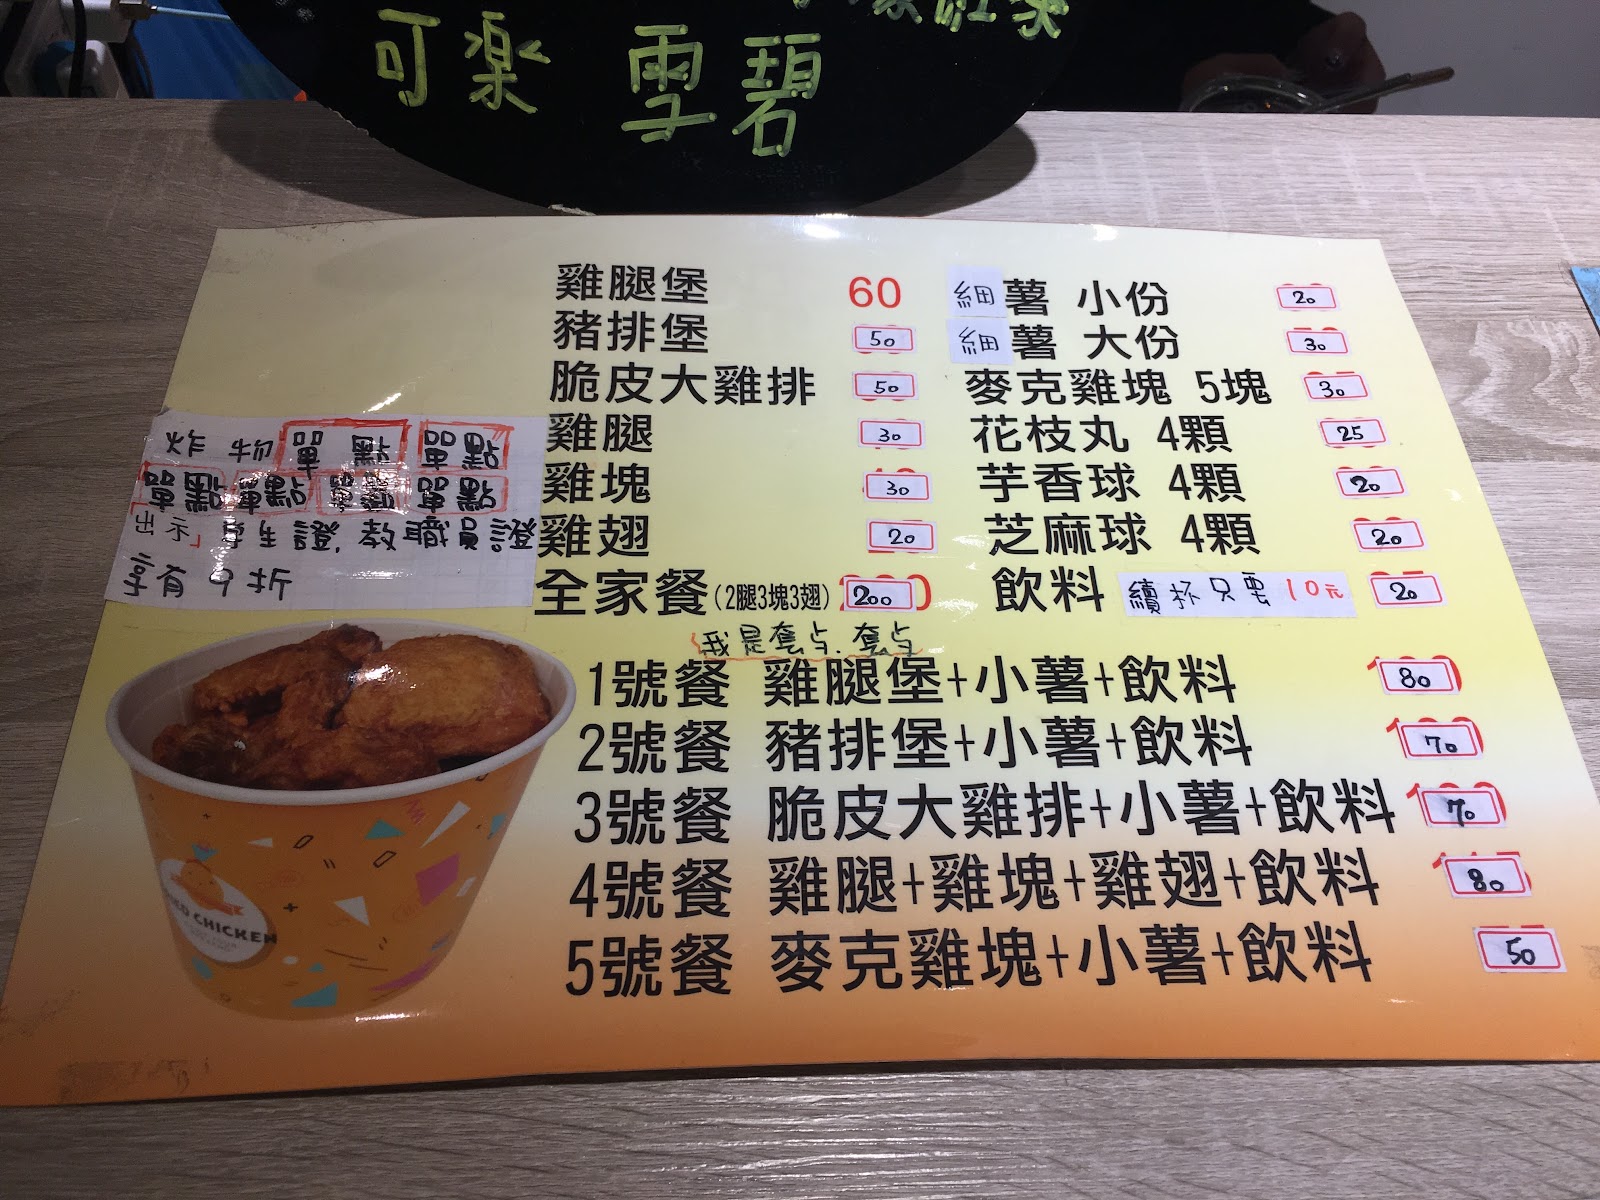 可楽 雪碧
雞腿堡 60
豬排堡 50
脆皮大雞排 50
雞腿 30
雞塊 30
雞翅 20
全家餐(2腿3塊3翅) 200
細薯 小份 20
細薯 大份 30
麥克雞塊 5塊 30
花枝丸 4顆 25
芋香球 4顆 20
芝麻球 4顆 20
飲料 續杯只要10元 20
炸物單點 單點
單點 單點 單點 單點
出示」學生證.教職員證
享有9折
我是套餐.套餐
1號餐 雞腿堡+小薯+飲料 80
2號餐 豬排堡+小薯+飲料 70
3號餐 脆皮大雞排+小薯+飲料 70
4號餐 雞腿+雞塊+雞翅+飲料 80
5號餐 麥克雞塊+小薯+飲料 50
CHICKEN